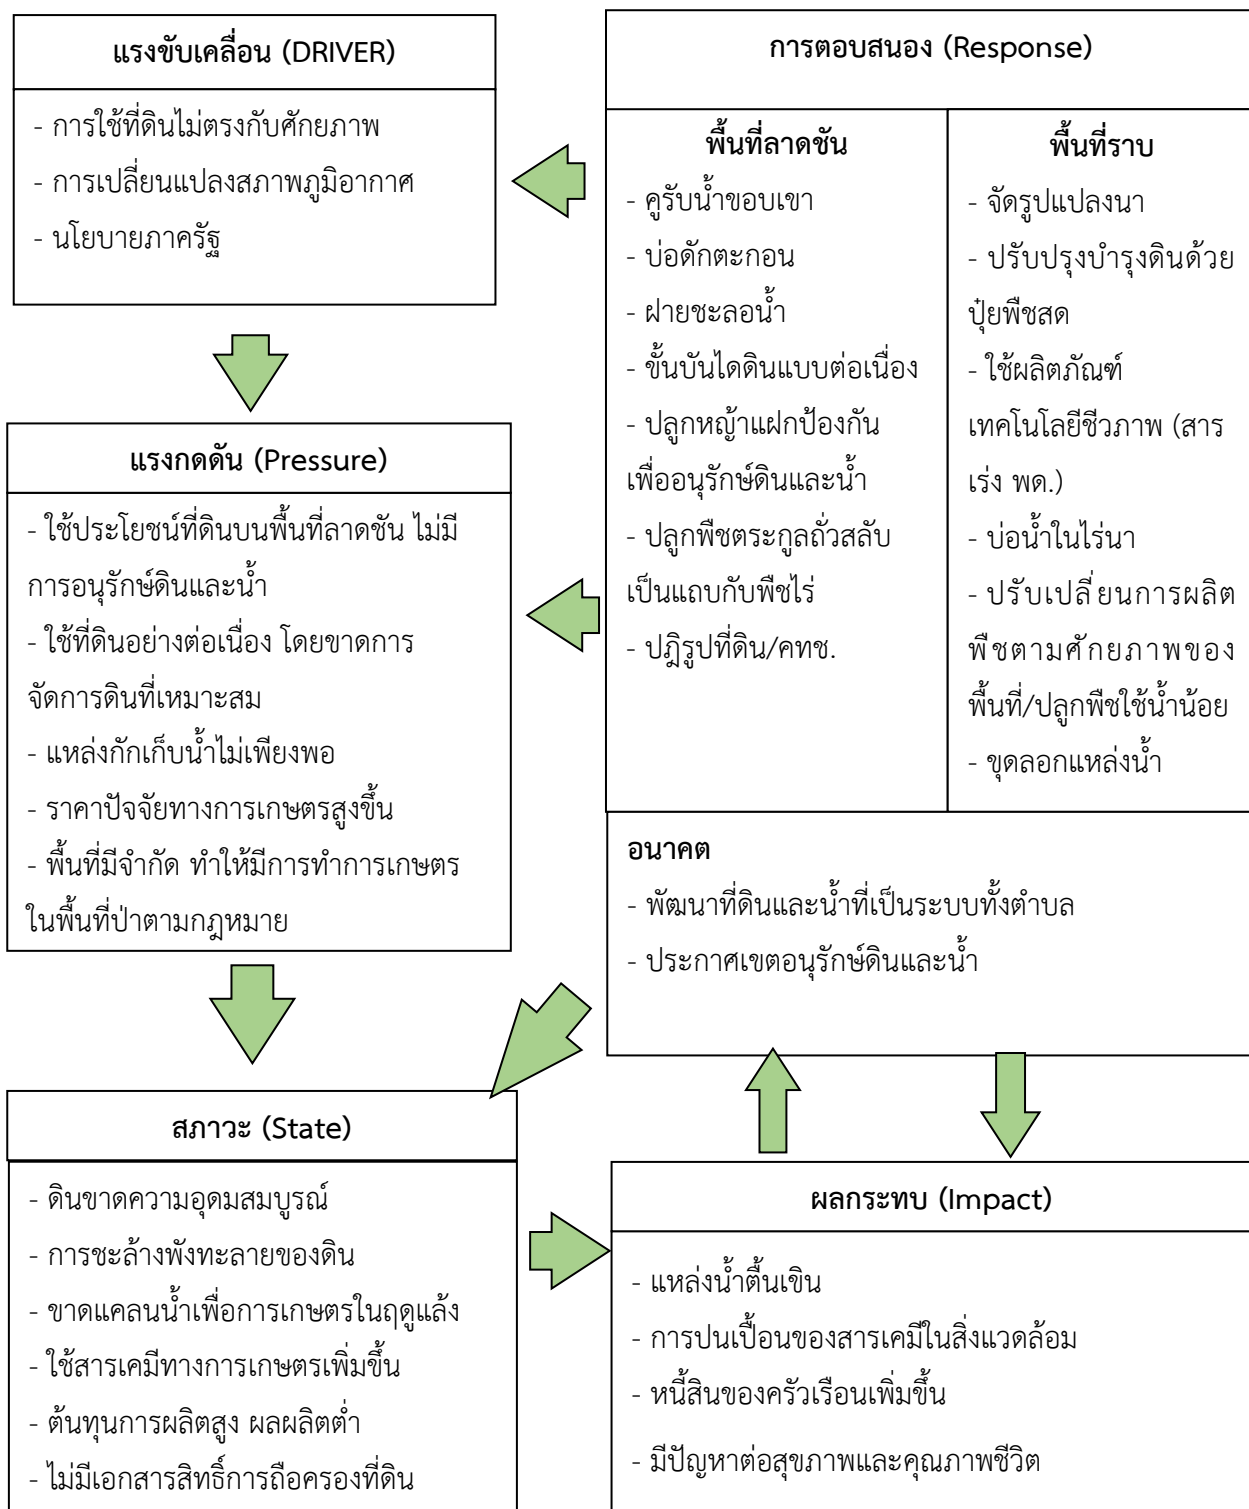 แรงขับเคลื่อน (DRIVER)
- การใช้ที่ดินไม่ตรงกับศักยภาพ
- การเปลี่ยนแปลงสภาพภูมิอากาศ
- นโยบายภาครัฐ
แรงกดดัน (Pressure)
- ใช้ประโยชน์ที่ดินบนพื้นที่ลาดชัน ไม่มี
การอนุรักษ์ดินและน้ำ
- ใช้ที่ดินอย่างต่อเนื่อง โดยขาดการ
จัดการดินที่เหมาะสม
- แหล่งกักเก็บน้ำไม่เพียงพอ
- ราคาปัจจัยทางการเกษตรสูงขึ้น
- พื้นที่มีจำกัด ทำให้มีการทำการเกษตร
ในพื้นที่ป่าตามกฎหมาย
สภาวะ (State)
- ดินขาดความอุดมสมบูรณ์
- การชะล้างพังทะลายของดิน
- ขาดแคลนน้ำเพื่อการเกษตรในฤดูแล้ง
- ใช้สารเคมีทางการเกษตรเพิ่มขึ้น
- ต้นทุนการผลิตสูง ผลผลิตต่ำ
- ไม่มีเอกสารสิทธิ์การถือครองที่ดิน
การตอบสนอง (Response)
พื้นที่ลาดชัน
- คูรับน้ำขอบเขา
- บ่อดักตะกอน
- ฝายชะลอน้ำ
- ขั้นบันไดดินแบบต่อเนื่อง
- ปลูกหญ้าแฝกป้องกัน
เพื่ออนุรักษ์ดินและน้ำ
- ปลูกพืชตระกูลถั่วสลับ
เป็นแถบกับพืชไร่
- ปฎิรูปที่ดิน/คทช.
พื้นที่ราบ
- จัดรูปแปลงนา
- ปรับปรุงบำรุงดินด้วย
ปุ๋ยพืชสด
- ใช้ผลิตภัณฑ์
เทคโนโลยีชีวภาพ (สาร
เร่ง พด.)
- บ่อน้ำในไร่นา
- ปรับเปลี่ยนการผลิต
พืชตามศักยภาพของ
พื้นที่/ปลูกพืชใช้น้ำน้อย
- ขุดลอกแหล่งน้ำ
อนาคต
- พัฒนาที่ดินและน้ำที่เป็นระบบทั้งตำบล
- ประกาศเขตอนุรักษ์ดินและน้ำ
ผลกระทบ (Impact)
- แหล่งน้ำตื้นเขิน
- การปนเปื้อนของสารเคมีในสิ่งแวดล้อม
- หนี้สินของครัวเรือนเพิ่มขึ้น
- มีปัญหาต่อสุขภาพและคุณภาพชีวิต